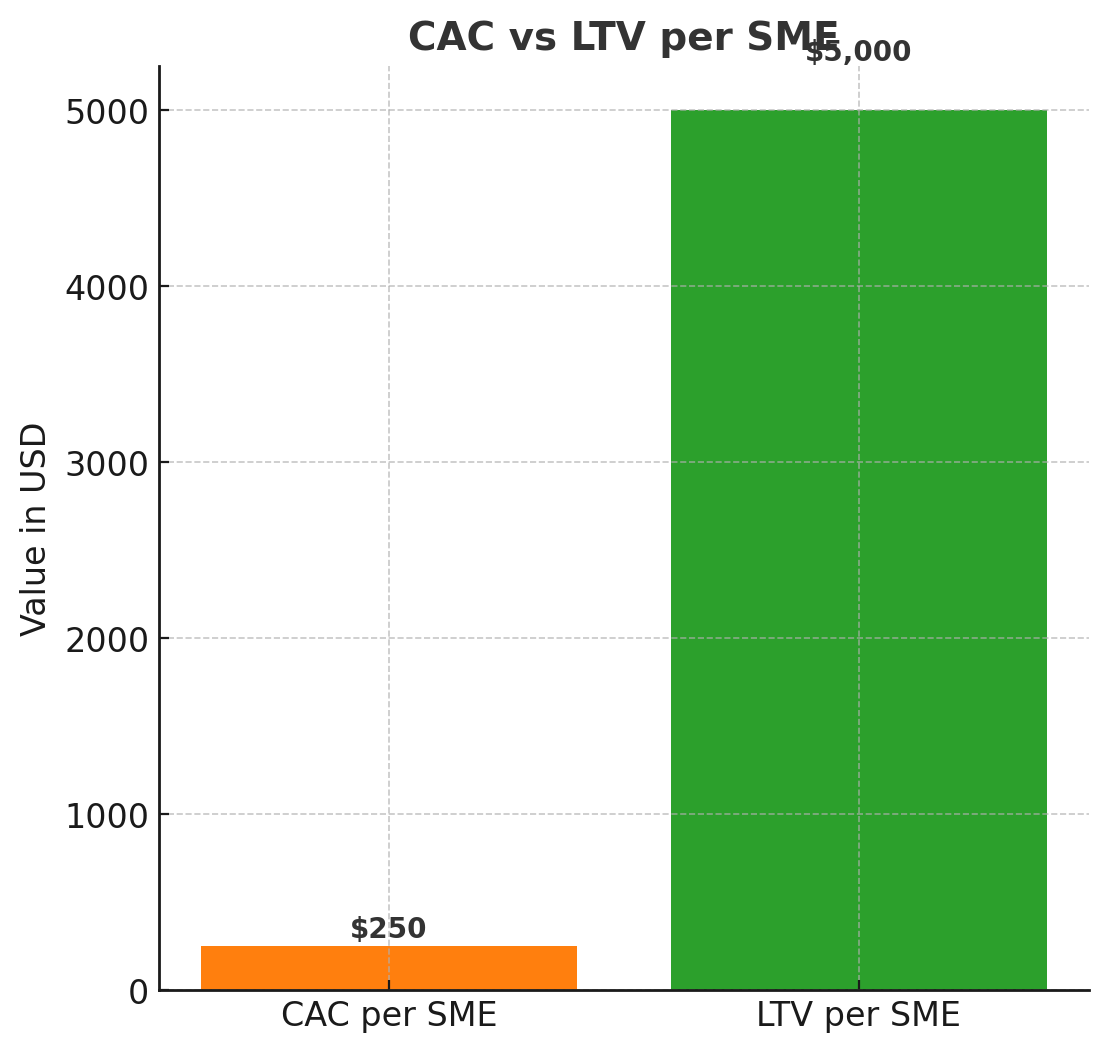 CAC vs LTV per SME
$5,000
5000
4000
3000
2000
1000
0
Value in USD
$250
CAC per SME
LTV per SME